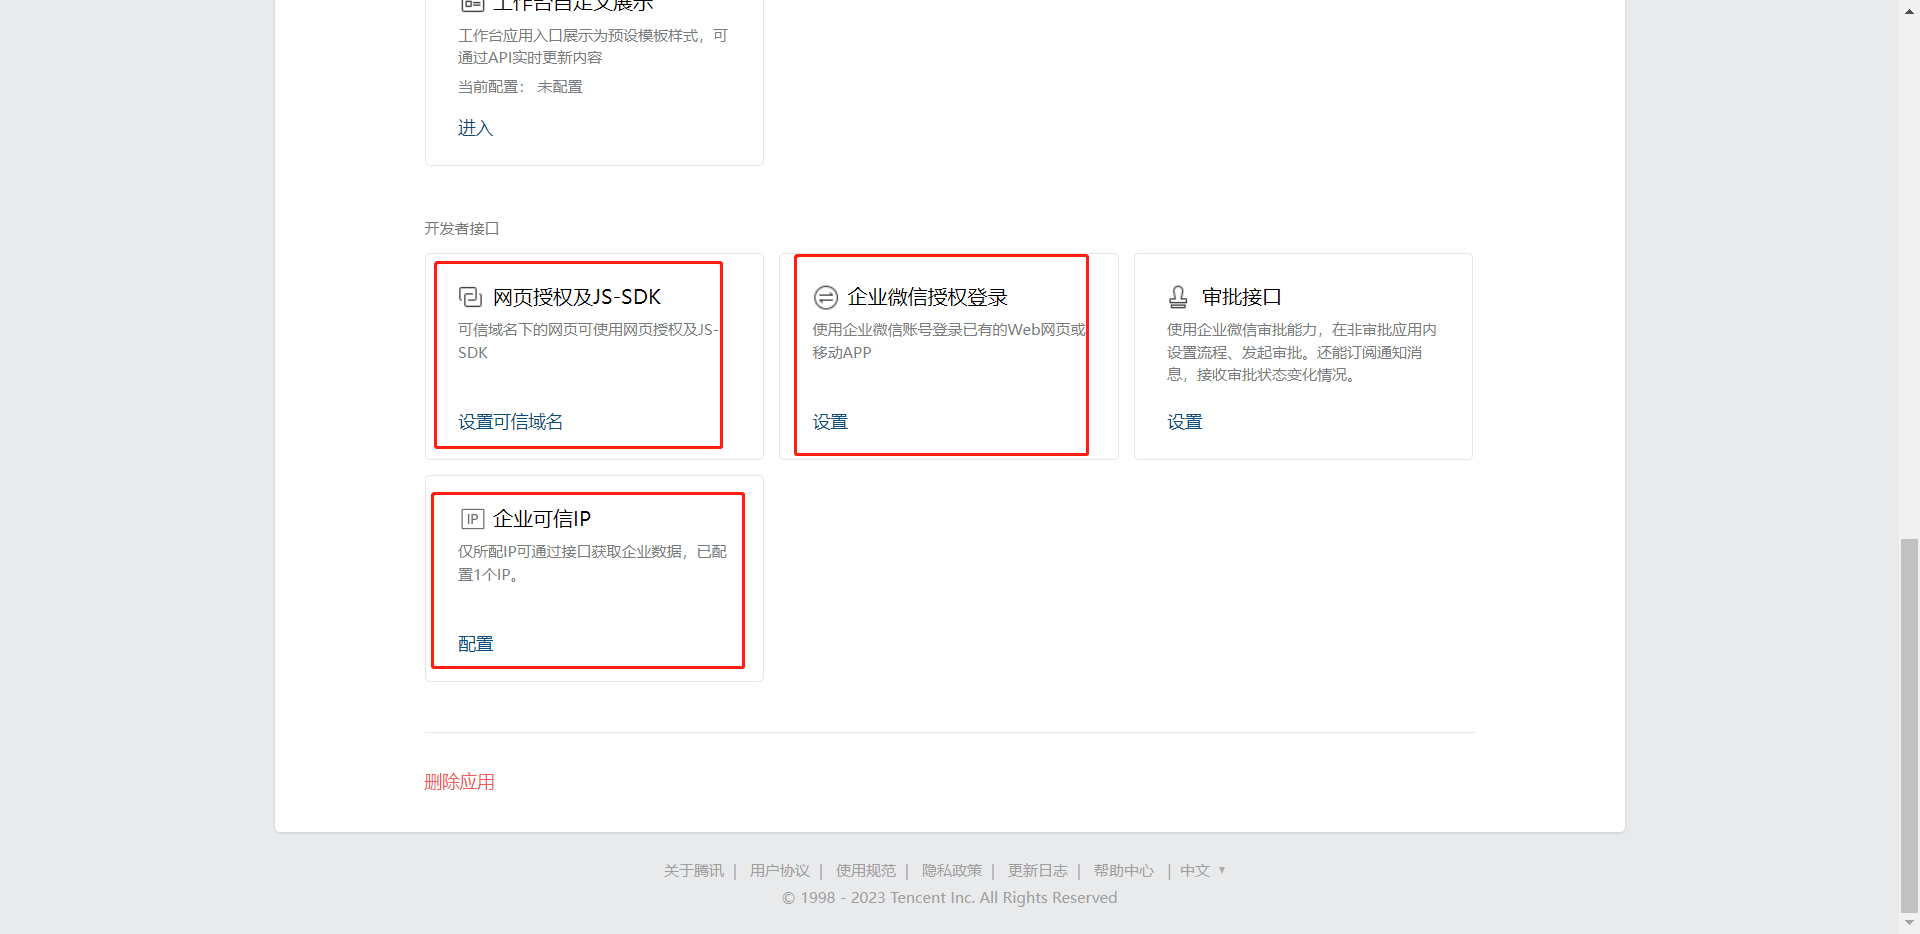 工作台自定义展示
工作台应用入口展示为预设模板样式，可
通过API实时更新内容
当前配置： 未配置
进入
开发者接口
网页授权及JS-SDK
可信域名下的网页可使用网页授权及JS-
SDK
设置可信域名
企业微信授权登录
使用企业微信账号登录已有的Web网页或
移动APP
设置
审批接口
使用企业微信审批能力，在非审批应用内
设置流程、发起审批。还能订阅通知消
息，接收审批状态变化情况。
设置
IP 企业可信IP
仅所配IP可通过接口获取企业数据，已配
置1个IP。
配置
删除应用
关于腾讯 | 用户协议 | 使用规范 | 隐私政策 | 更新日志 | 帮助中心 | 中文
© 1998 - 2023 Tencent Inc. All Rights Reserved